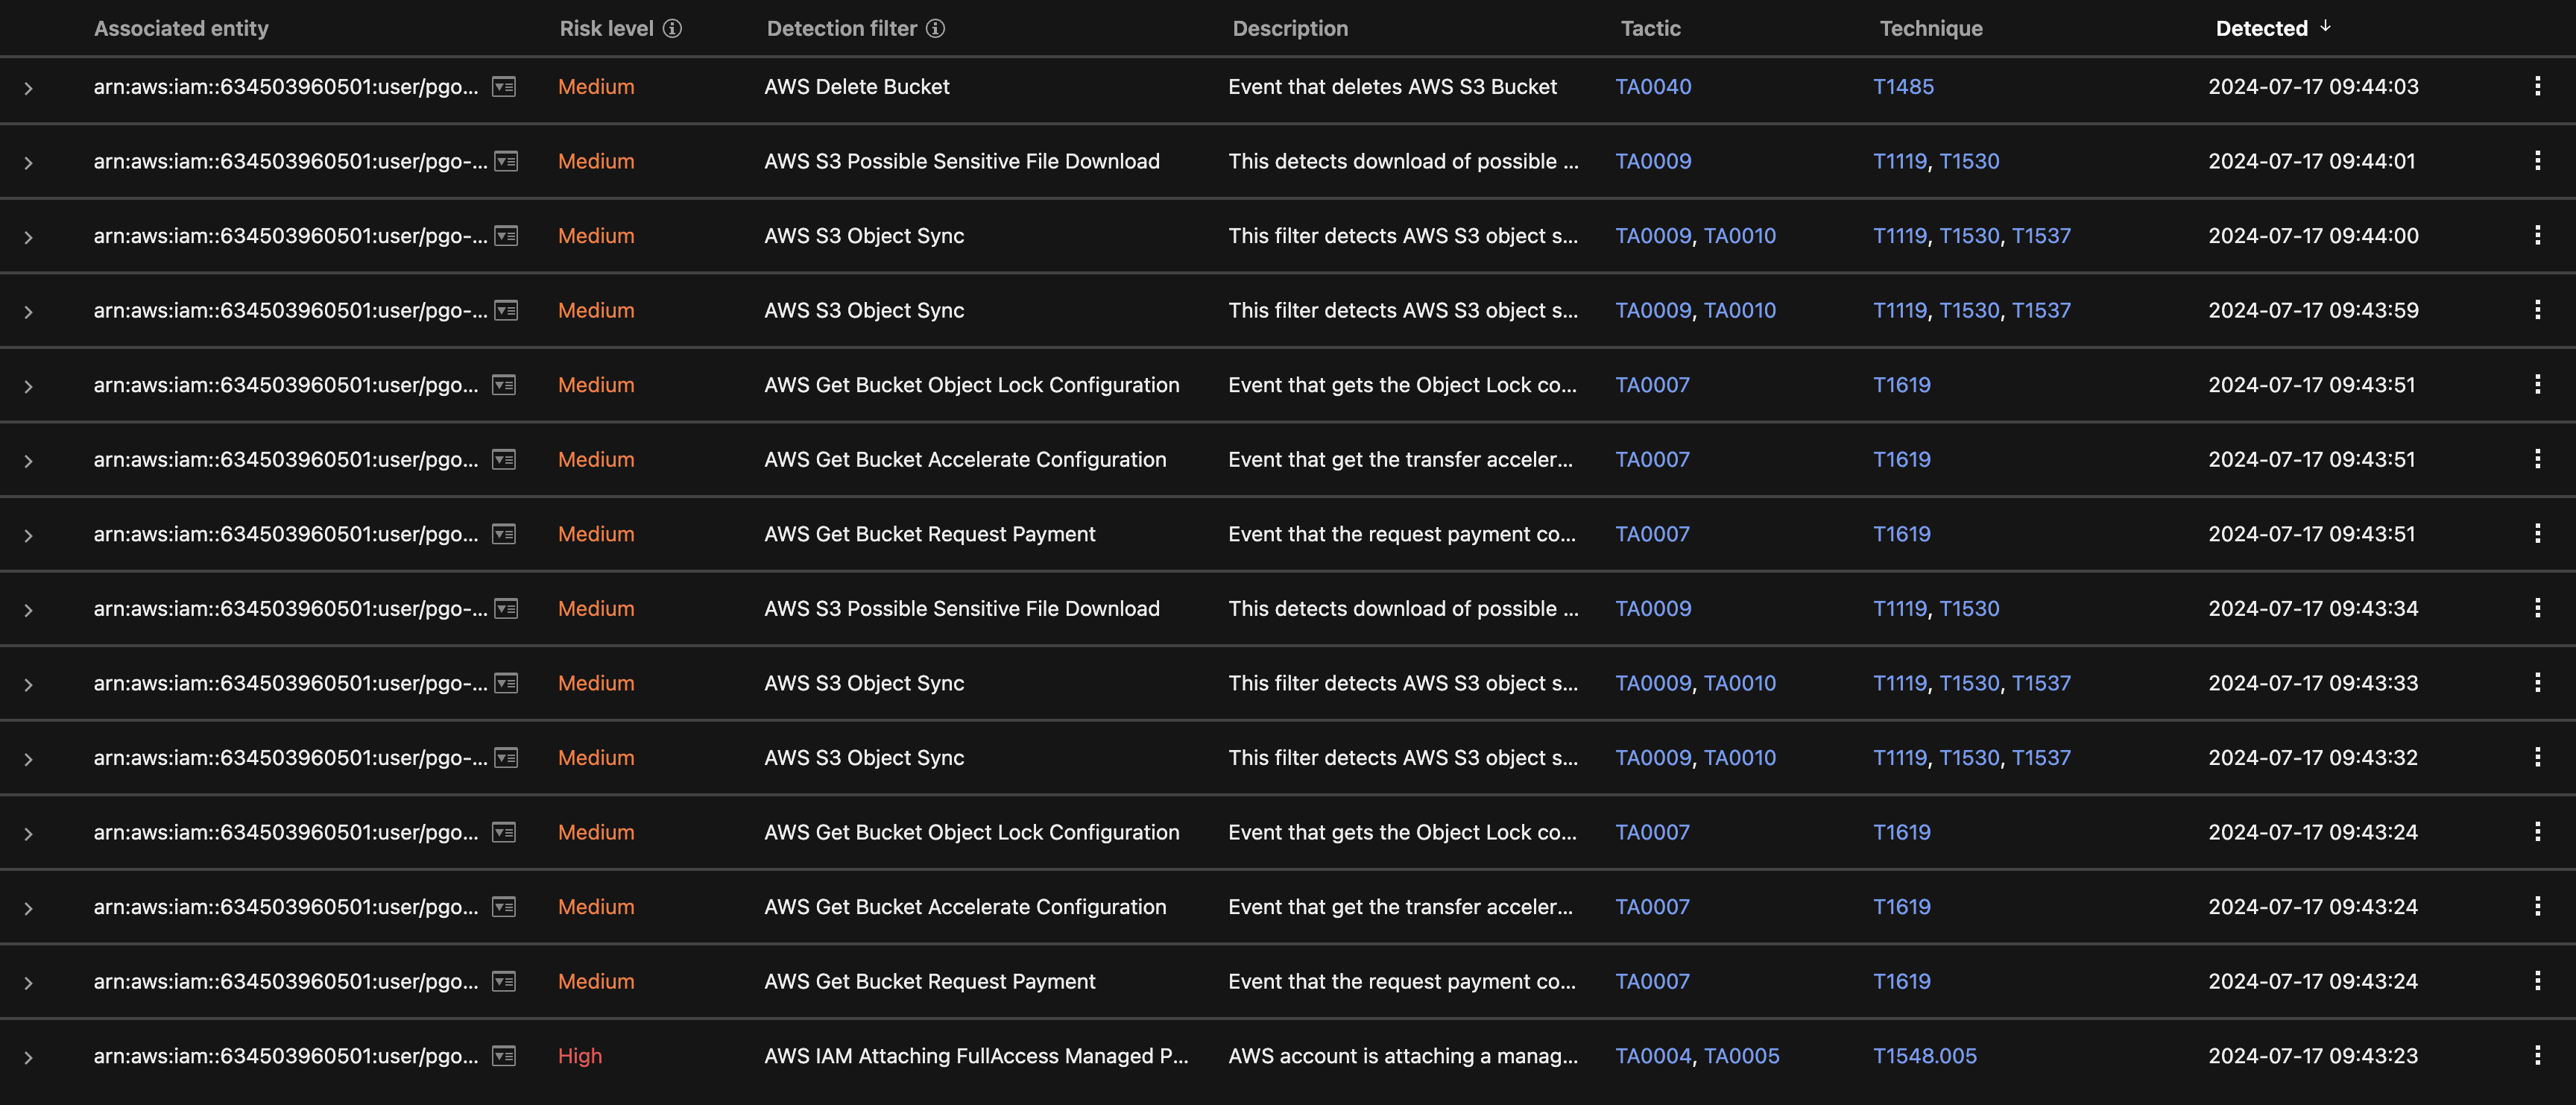 Associated entity Risk level Detection filter Description Tactic Technique Detected ↓
arn:aws:iam::634503960501:user/pgo... Medium AWS Delete Bucket Event that deletes AWS S3 Bucket TA0040 T1485 2024-07-17 09:44:03
arn:aws:iam::634503960501:user/pgo-... Medium AWS S3 Possible Sensitive File Download This detects download of possible ... TA0009 T1119, T1530 2024-07-17 09:44:01
arn:aws:iam::634503960501:user/pgo-... Medium AWS S3 Object Sync This filter detects AWS S3 object s... TA0009, TA0010 T1119, T1530, T1537 2024-07-17 09:44:00
arn:aws:iam::634503960501:user/pgo-... Medium AWS S3 Object Sync This filter detects AWS S3 object s... TA0009, TA0010 T1119, T1530, T1537 2024-07-17 09:43:59
arn:aws:iam::634503960501:user/pgo... Medium AWS Get Bucket Object Lock Configuration Event that gets the Object Lock co... TA0007 T1619 2024-07-17 09:43:51
arn:aws:iam::634503960501:user/pgo... Medium AWS Get Bucket Accelerate Configuration Event that get the transfer acceler... TA0007 T1619 2024-07-17 09:43:51
arn:aws:iam::634503960501:user/pgo... Medium AWS Get Bucket Request Payment Event that the request payment co... TA0007 T1619 2024-07-17 09:43:51
arn:aws:iam::634503960501:user/pgo-... Medium AWS S3 Possible Sensitive File Download This detects download of possible ... TA0009 T1119, T1530 2024-07-17 09:43:34
arn:aws:iam::634503960501:user/pgo-... Medium AWS S3 Object Sync This filter detects AWS S3 object s... TA0009, TA0010 T1119, T1530, T1537 2024-07-17 09:43:33
arn:aws:iam::634503960501:user/pgo-... Medium AWS S3 Object Sync This filter detects AWS S3 object s... TA0009, TA0010 T1119, T1530, T1537 2024-07-17 09:43:32
arn:aws:iam::634503960501:user/pgo... Medium AWS Get Bucket Object Lock Configuration Event that gets the Object Lock co... TA0007 T1619 2024-07-17 09:43:24
arn:aws:iam::634503960501:user/pgo... Medium AWS Get Bucket Accelerate Configuration Event that get the transfer acceler... TA0007 T1619 2024-07-17 09:43:24
arn:aws:iam::634503960501:user/pgo... Medium AWS Get Bucket Request Payment Event that the request payment co... TA0007 T1619 2024-07-17 09:43:24
arn:aws:iam::634503960501:user/pgo... High AWS IAM Attaching FullAccess Managed P... AWS account is attaching a manag... TA0004, TA0005 T1548.005 2024-07-17 09:43:23